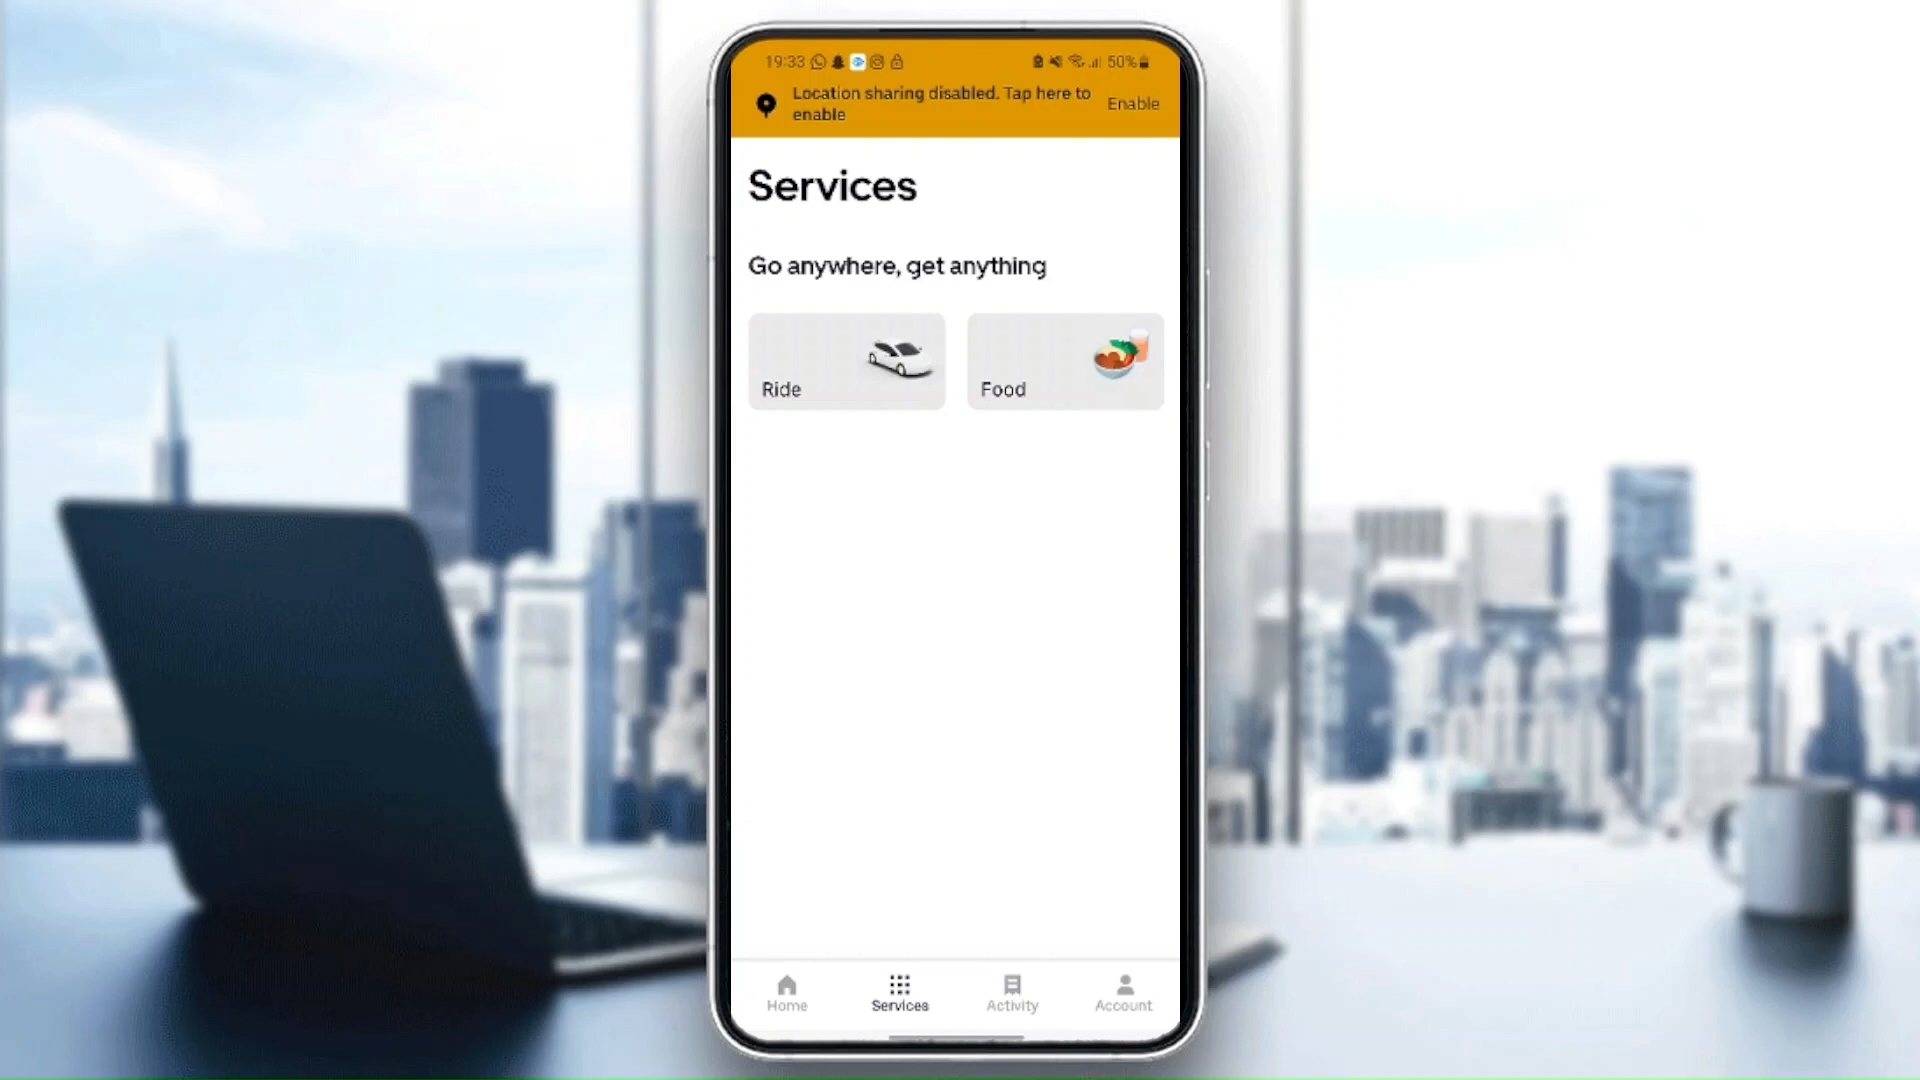 19:33 50%
Location sharing disabled. Tap here to
enable
Enable
Services
Go anywhere, get anything
Ride Food
Home Services Activity Account